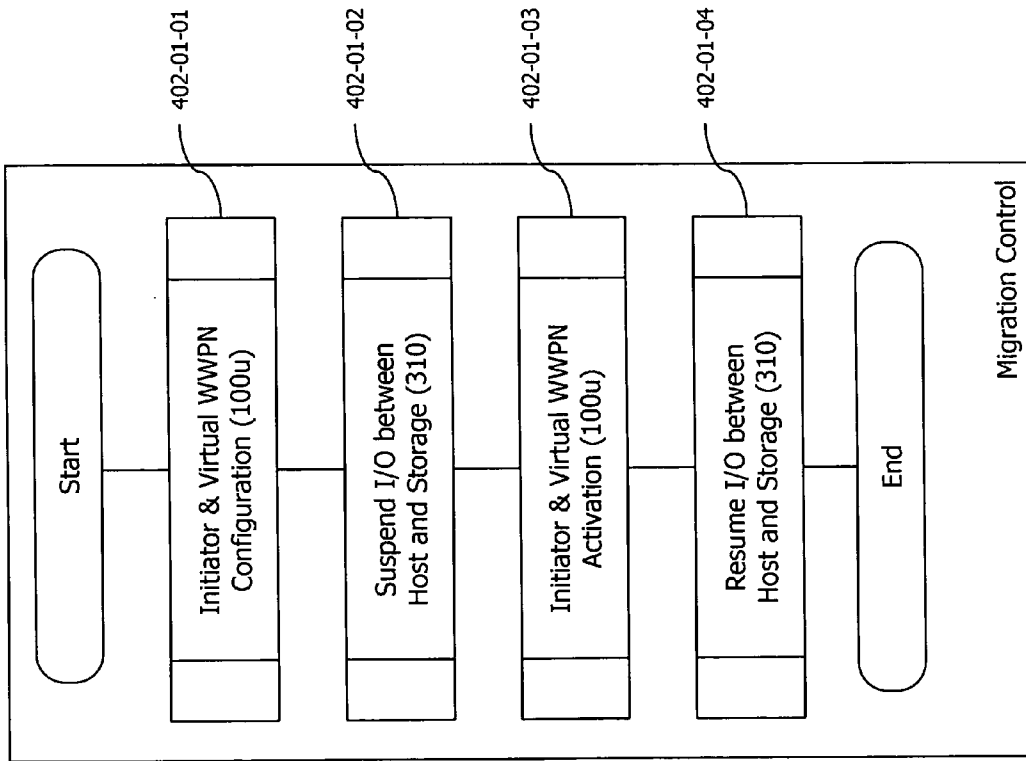 Start
Initiator & Virtual WWPN
Configuration (100u)
402-01-01
Suspend I/O between
Host and Storage (310)
402-01-02
Initiator & Virtual WWPN
Activation (100u)
402-01-03
Resume I/O between
Host and Storage (310)
402-01-04
End
Migration Control